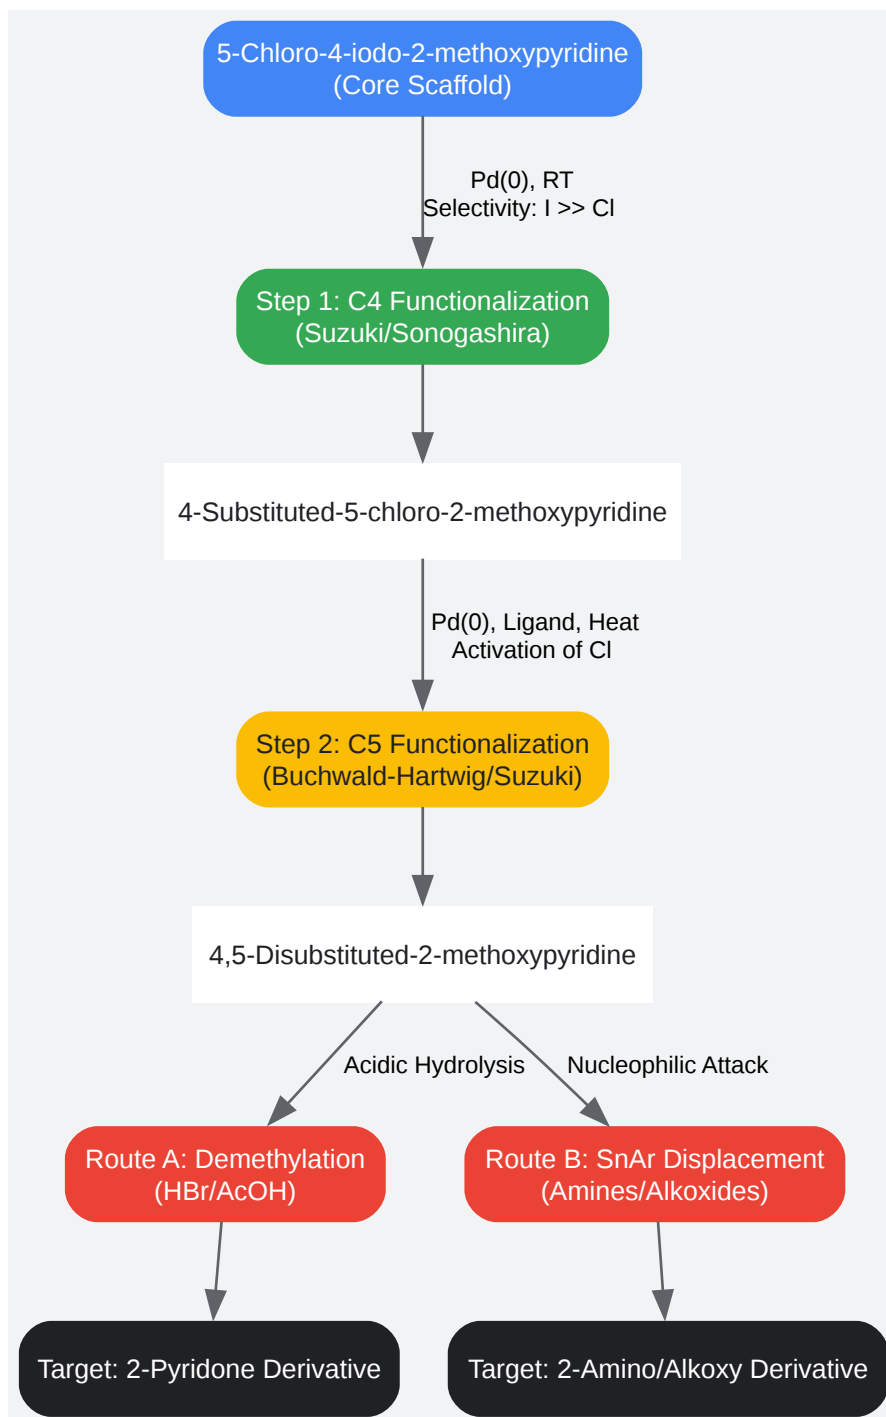 5-Chloro-4-iodo-2-methoxypyridine
(Core Scaffold)
Pd(0), RT
Selectivity: I >> Cl
Step 1: C4 Functionalization
(Suzuki/Sonogashira)
4-Substituted-5-chloro-2-methoxypyridine
Pd(0), Ligand, Heat
Activation of Cl
Step 2: C5 Functionalization
(Buchwald-Hartwig/Suzuki)
4,5-Disubstituted-2-methoxypyridine
Acidic Hydrolysis
Nucleophilic Attack
Route A: Demethylation
(HBr/AcOH)
Route B: SnAr Displacement
(Amines/Alkoxides)
Target: 2-Pyridone Derivative
Target: 2-Amino/Alkoxy Derivative